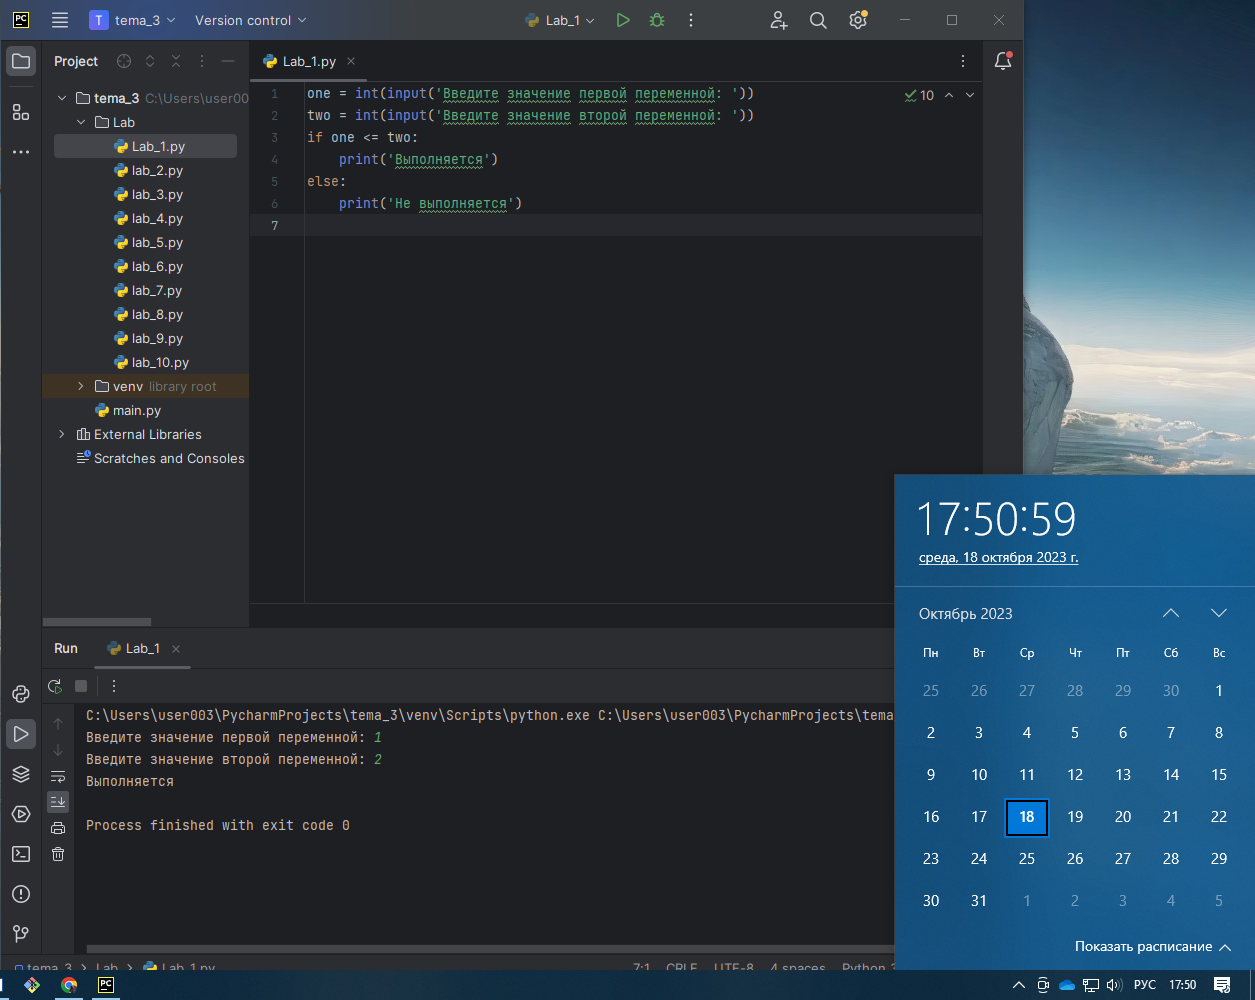 PC
T tema_3
Version control
Lab_1
Project
Lab_1.py
tema_3 C:\Users\user00
Lab
Lab_1.py
lab_2.py
lab_3.py
lab_4.py
lab_5.py
lab_6.py
lab_7.py
lab_8.py
lab_9.py
lab_10.py
venv library root
main.py
External Libraries
Scratches and Consoles
1 one = int(input('Введите значение первой переменной: '))
2 two = int(input('Введите значение второй переменной: '))
3 if one <= two:
4 print('Выполняется')
5 else:
6 print('Не выполняется')
7
10
Run
Lab_1
C:\Users\user003\PycharmProjects\tema_3\venv\Scripts\python.exe C:\Users\user003\PycharmProjects\tema
Введите значение первой переменной: 1
Введите значение второй переменной: 2
Выполняется
Process finished with exit code 0
17:50:59
среда, 18 октября 2023 г.
Октябрь 2023
Пн Вт Ср Чт Пт Сб Вс
25 26 27 28 29 30 1
2 3 4 5 6 7 8
9 10 11 12 13 14 15
16 17 18 19 20 21 22
23 24 25 26 27 28 29
30 31 1 2 3 4 5
Показать расписание
tema_3 > Lab > Lab_1.py
7:1 CRLF UTF-8 4 spaces Python
PC
РУС 17:50